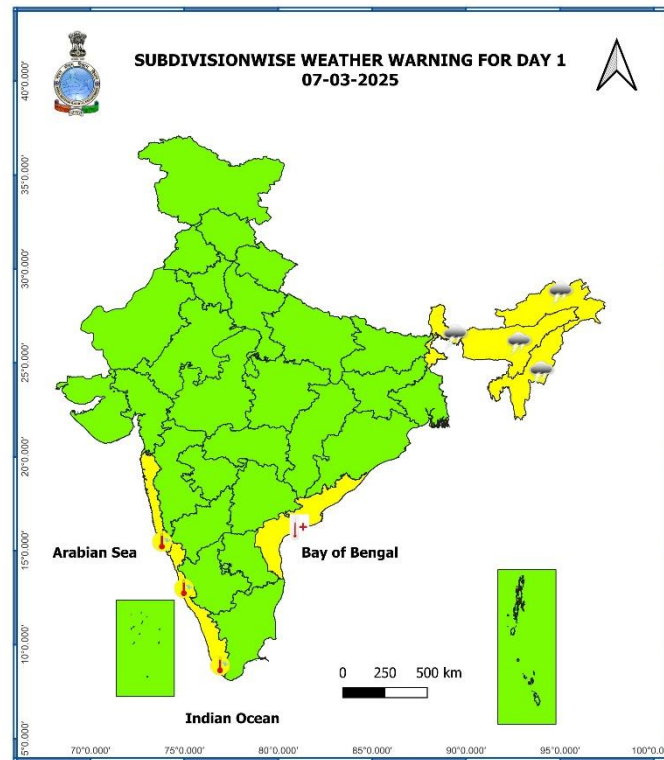 SUBDIVISIONWISE WEATHER WARNING FOR DAY 1
07-03-2025
40°0.000'
35°0.000'
30°0.000'
25°0.000'
20°0.000'
15°0.000'
10°0.000'
5°0.000'
Arabian Sea
Bay of Bengal
0 250 500 km
Indian Ocean
70°0.000' 75°0.000' 80°0.000' 85°0.000' 90°0.000' 95°0.000' 100°0.0